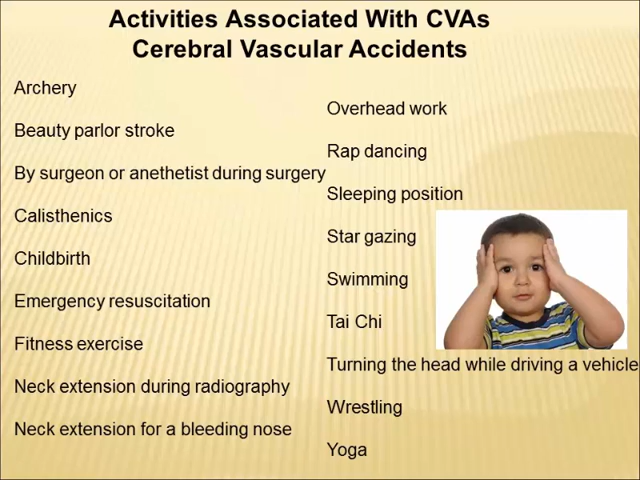 Activities Associated With CVAs
Cerebral Vascular Accidents
Archery
Beauty parlor stroke
By surgeon or anethetist during surgery
Calisthenics
Childbirth
Emergency resuscitation
Fitness exercise
Neck extension during radiography
Neck extension for a bleeding nose
Overhead work
Rap dancing
Sleeping position
Star gazing
Swimming
Tai Chi
Turning the head while driving a vehicle
Wrestling
Yoga